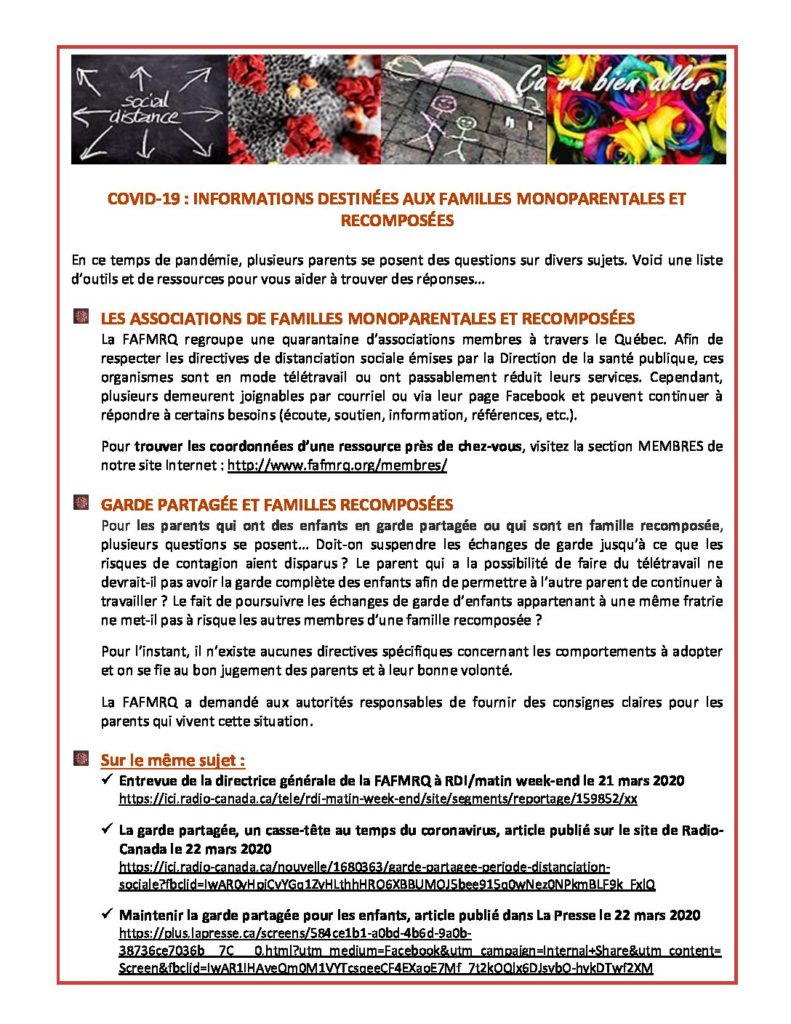 social
distance
Ça va bien aller
COVID-19 : INFORMATIONS DESTINÉES AUX FAMILLES MONOPARENTALES ET
RECOMPOSÉES
En ce temps de pandémie, plusieurs parents se posent des questions sur divers sujets. Voici une liste
d’outils et de ressources pour vous aider à trouver des réponses…
LES ASSOCIATIONS DE FAMILLES MONOPARENTALES ET RECOMPOSÉES
La FAFMRQ regroupe une quarantaine d’associations membres à travers le Québec. Afin de
respecter les directives de distanciation sociale émises par la Direction de la santé publique, ces
organismes sont en mode télétravail ou ont passablement réduit leurs services. Cependant,
plusieurs demeurent joignables par courriel ou via leur page Facebook et peuvent continuer à
répondre à certains besoins (écoute, soutien, information, références, etc.).
Pour trouver les coordonnées d’une ressource près de chez-vous, visitez la section MEMBRES de
notre site Internet : http://www.fafmrq.org/membres/
GARDE PARTAGÉE ET FAMILLES RECOMPOSÉES
Pour les parents qui ont des enfants en garde partagée ou qui sont en famille recomposée,
plusieurs questions se posent… Doit-on suspendre les échanges de garde jusqu’à ce que les
risques de contagion aient disparus ? Le parent qui a la possibilité de faire du télétravail ne
devrait-il pas avoir la garde complète des enfants afin de permettre à l’autre parent de continuer à
travailler ? Le fait de poursuivre les échanges de garde d’enfants appartenant à une même fratrie
ne met-il pas à risque les autres membres d’une famille recomposée ?
Pour l’instant, il n’existe aucunes directives spécifiques concernant les comportements à adopter
et on se fie au bon jugement des parents et à leur bonne volonté.
La FAFMRQ a demandé aux autorités responsables de fournir des consignes claires pour les
parents qui vivent cette situation.
Sur le même sujet :
✓ Entrevue de la directrice générale de la FAFMRQ à RDI/matin week-end le 21 mars 2020
https://ici.radio-canada.ca/tele/rdi-matin-week-end/site/segments/reportage/159852/xx
✓ La garde partagée, un casse-tête au temps du coronavirus, article publié sur le site de Radio-
Canada le 22 mars 2020
https://ici.radio-canada.ca/nouvelle/1680363/garde-partagee-periode-distanciation-
✓ Maintenir la garde partagée pour les enfants, article publié dans La Presse le 22 mars 2020
https://plus.lapresse.ca/screens/584ce1b1-a0bd-4b6d-9a0b-
38736ce7036b__7C___0.html?utm_medium=Facebook&utm_campaign=Internal+Share&utm_content=